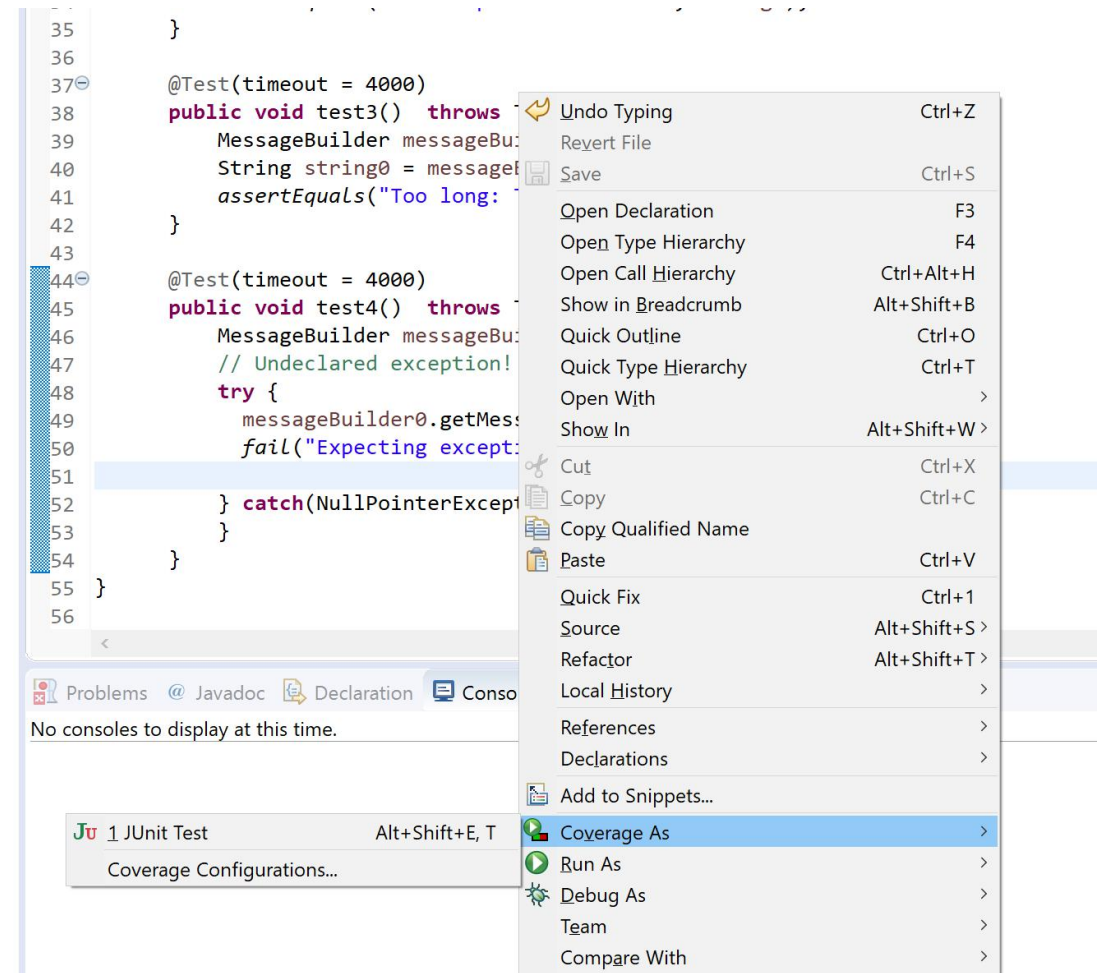 35 }
36
37 @Test(timeout = 4000)
38 public void test3() throws
39 MessageBuilder
40 String string0 =
41 assertEquals("Too long:
42 }
43
44 @Test(timeout = 4000)
45 public void test4() throws
46 MessageBuilder
47 // Undeclared exception!
48 try {
49 messageBuilder0.getMess
50 fail("Expecting excepti
51
52 } catch(NullPointerExcept
53 }
54 }
55 }
56
Problems @ Javadoc Declaration Conso
No consoles to display at this time.
Undo Typing Ctrl+Z
Revert File
Save Ctrl+S
Open Declaration F3
Open Type Hierarchy F4
Open Call Hierarchy Ctrl+Alt+H
Show in Breadcrumb Alt+Shift+B
Quick Outline Ctrl+O
Quick Type Hierarchy Ctrl+T
Open With >
Show In Alt+Shift+W >
Cut Ctrl+X
Copy Ctrl+C
Copy Qualified Name
Paste Ctrl+V
Quick Fix Ctrl+1
Source Alt+Shift+S >
Refactor Alt+Shift+T >
Local History >
References >
Declarations >
Add to Snippets...
Coverage As >
Run As >
Debug As >
Team >
Compare With >
Ju 1 JUnit Test Alt+Shift+E, T
Coverage Configurations...